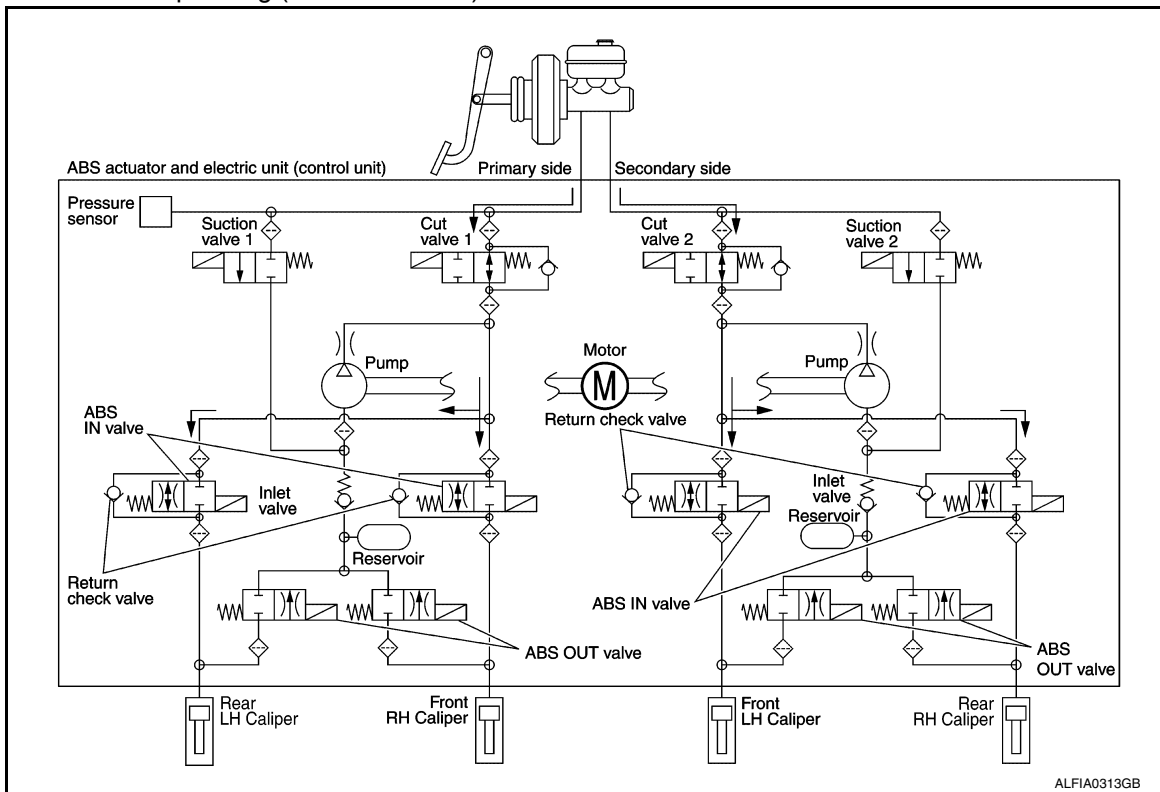 ABS actuator and electric unit (control unit)
Primary side
Secondary side
Pressure
sensor
Suction
valve 1
Cut
valve 1
Cut
valve 2
Suction
valve 2
Pump
Motor
M
Pump
Return check valve
ABS
IN valve
Inlet
valve
Inlet
valve
Reservoir
Reservoir
Return
check valve
ABS IN valve
ABS OUT valve
ABS
OUT valve
Rear
LH Caliper
Front
RH Caliper
Front
LH Caliper
Rear
RH Caliper
ALFIA0313GB